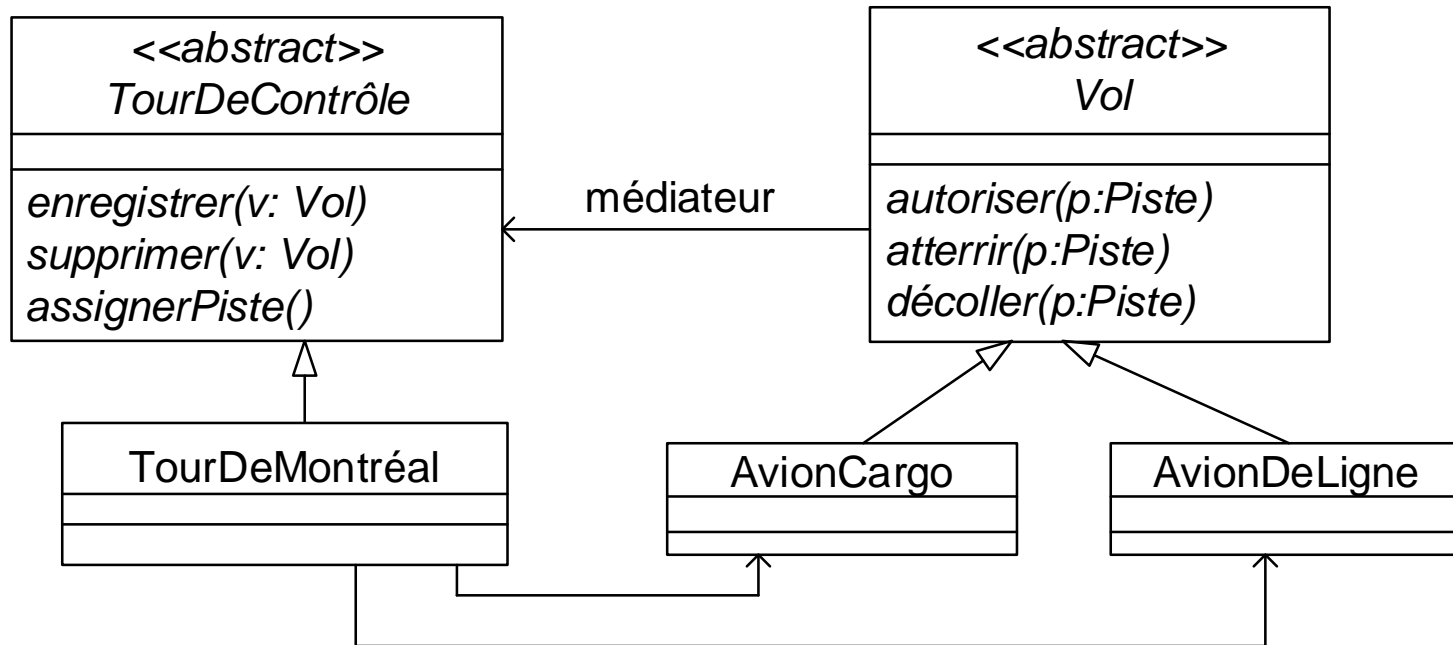 <<abstract>>
TourDeContrôle
enregistrer(v: Vol)
supprimer(v: Vol)
assignerPiste()
médiateur
<<abstract>>
Vol
autoriser(p:Piste)
atterrir(p:Piste)
décoller(p:Piste)
TourDeMontréal
AvionCargo
AvionDeLigne